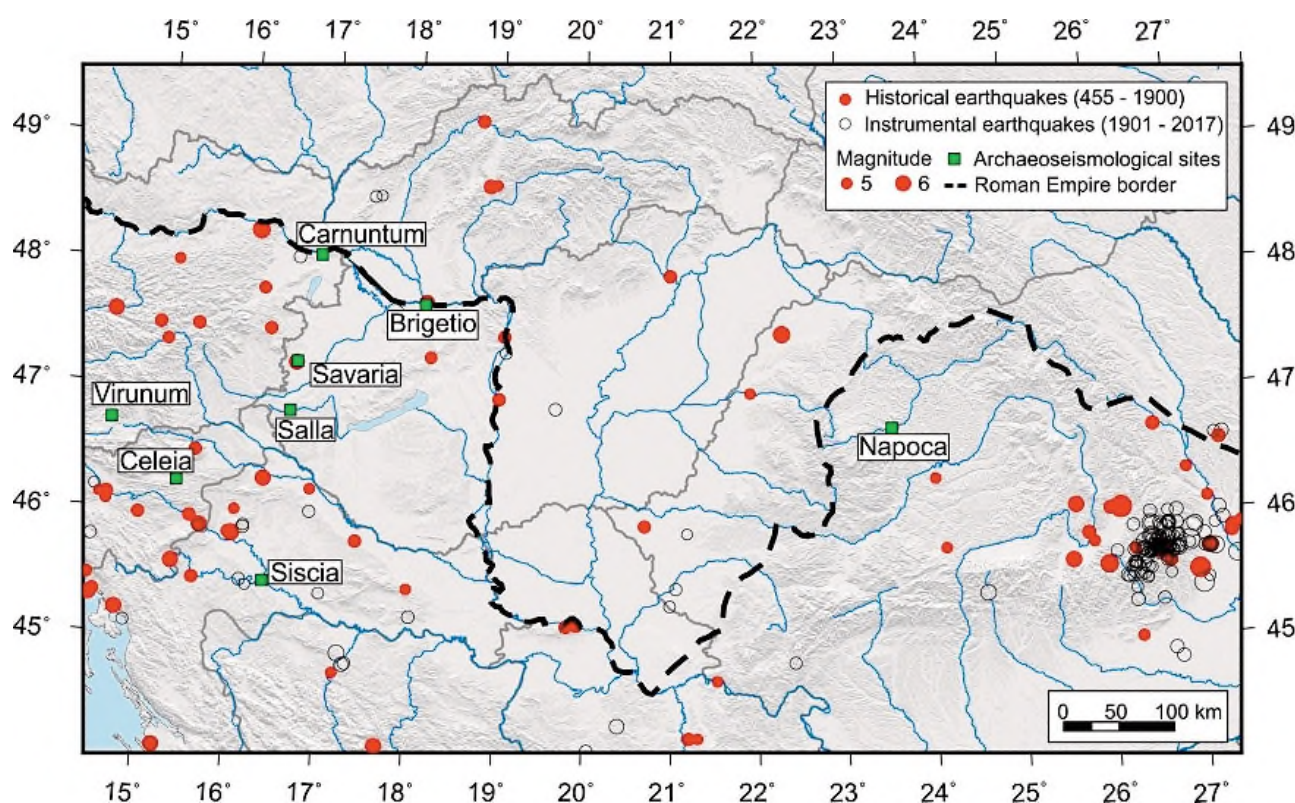 15° 16° 17° 18° 19° 20° 21° 22° 23° 24° 25° 26° 27°
Historical earthquakes (455 - 1900)
Instrumental earthquakes (1901 - 2017)
Magnitude Archaeoseismological sites
5 6 Roman Empire border
49° 49°
48° 48°
Carnuntum
Brigetio
47° 47°
Savaria
Virunum
Salla
Napoca
Celeia
46° 46°
Siscia
45° 45°
0 50 100 km
15° 16° 17° 18° 19° 20° 21° 22° 23° 24° 25° 26° 27°